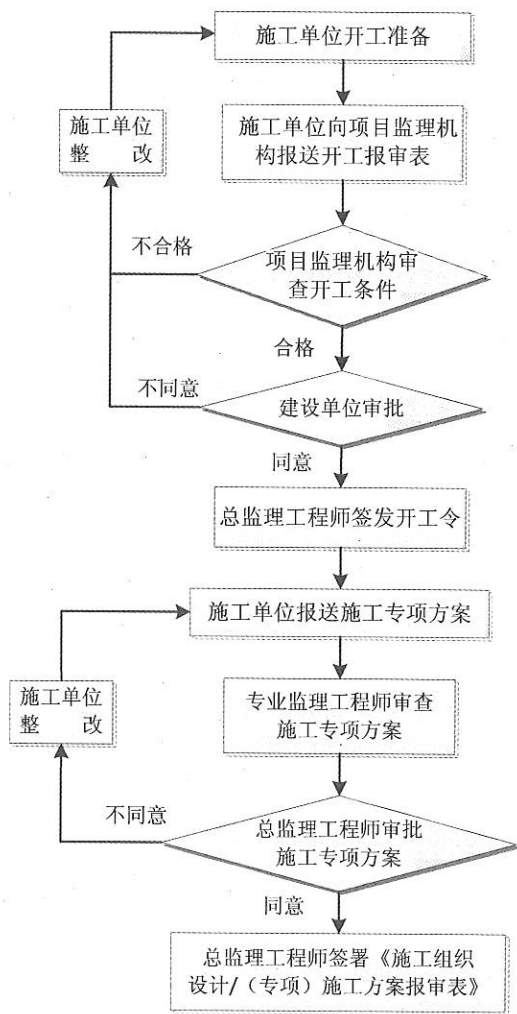 施工单位开工准备
施工单位
整 改
施工单位向项目监理机
构报送开工报审表
不合格
项目监理机构审
查开工条件
合格
不同意
建设单位审批
同意
总监理工程师签发开工令
施工单位报送施工专项方案
施工单位
整 改
专业监理工程师审查
施工专项方案
不同意
总监理工程师审批
施工专项方案
同意
总监理工程师签署《施工组织
设计/（专项）施工方案报审表》